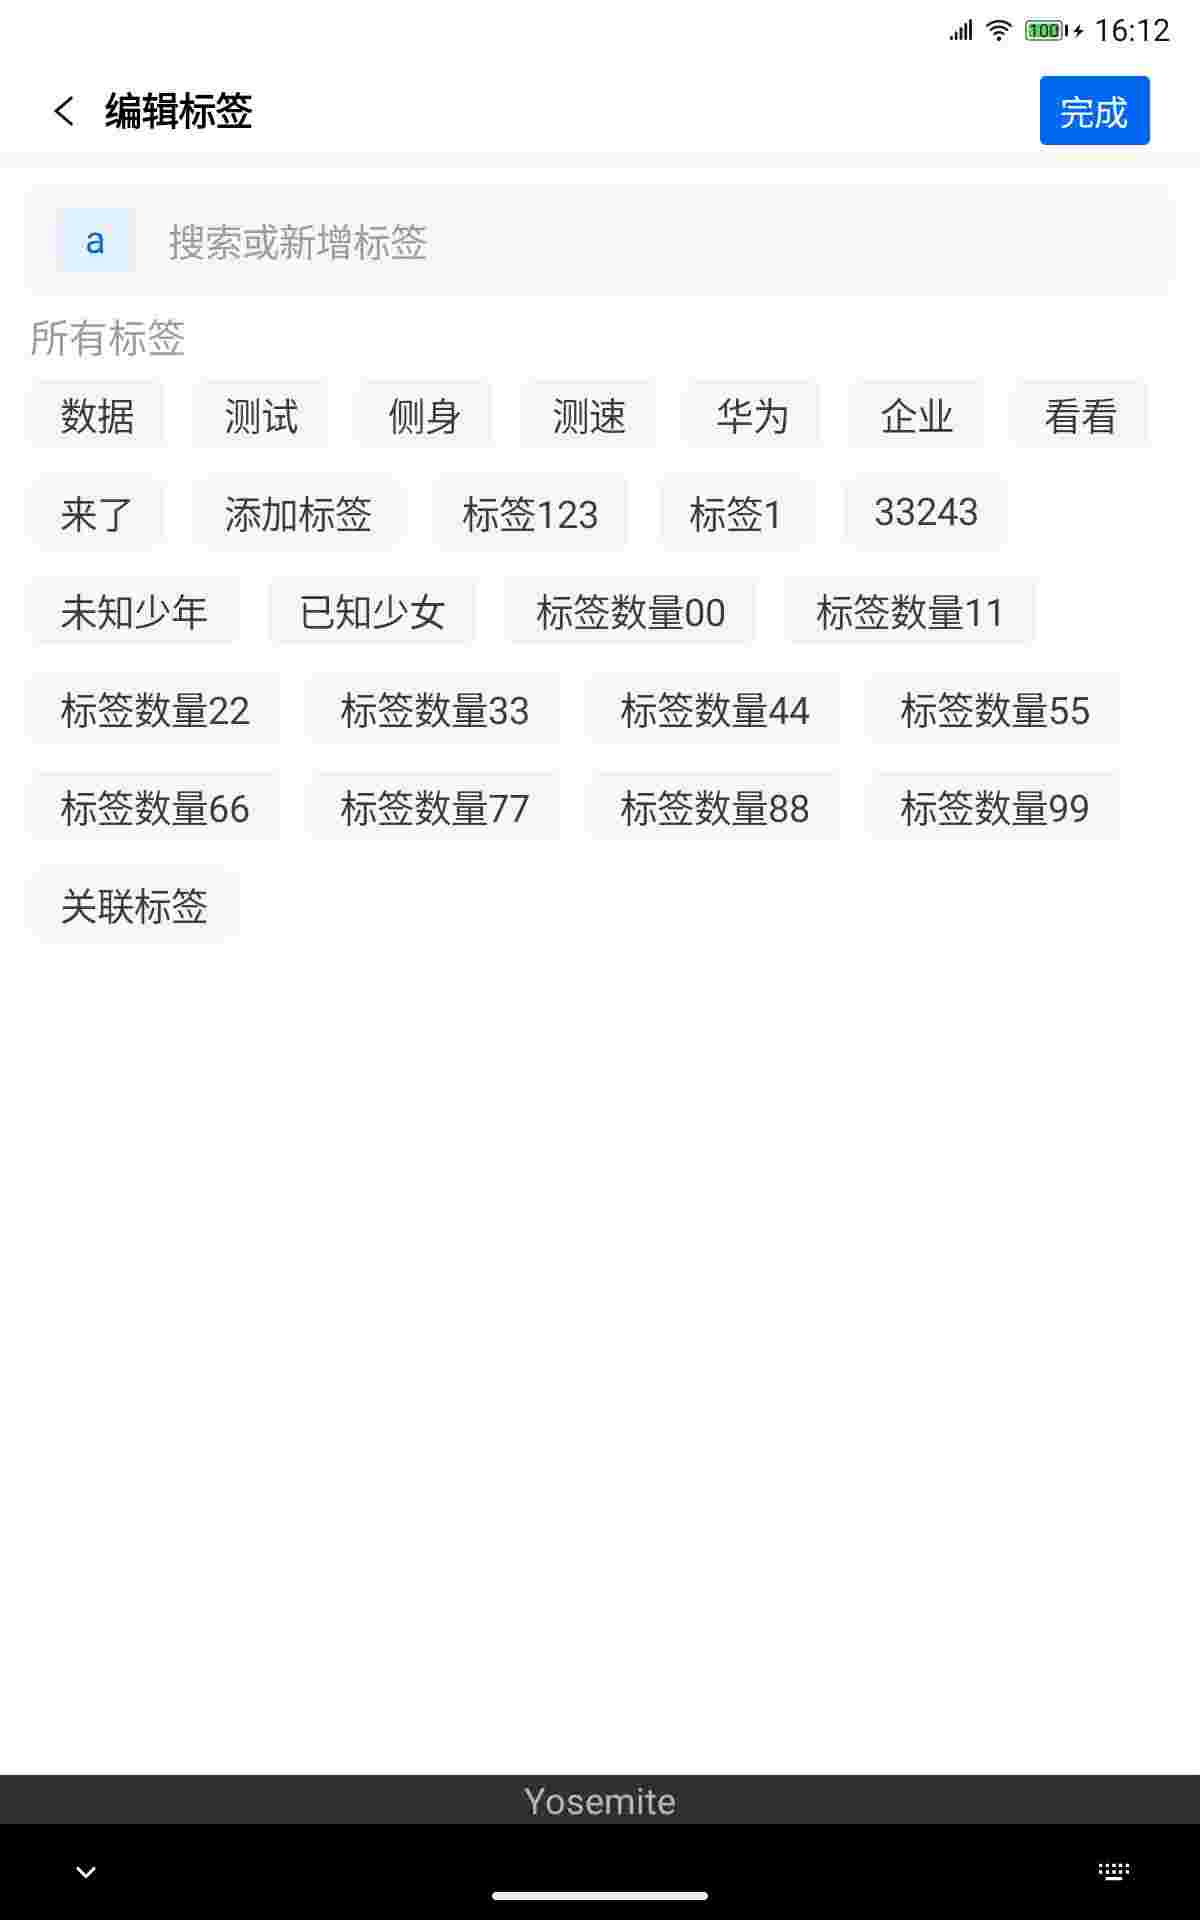 100 16:12
编辑标签 完成
a 搜索或新增标签
所有标签
数据 测试 侧身 测速 华为 企业 看看
来了 添加标签 标签123 标签1 33243
未知少年 已知少女 标签数量00 标签数量11
标签数量22 标签数量33 标签数量44 标签数量55
标签数量66 标签数量77 标签数量88 标签数量99
关联标签
Yosemite